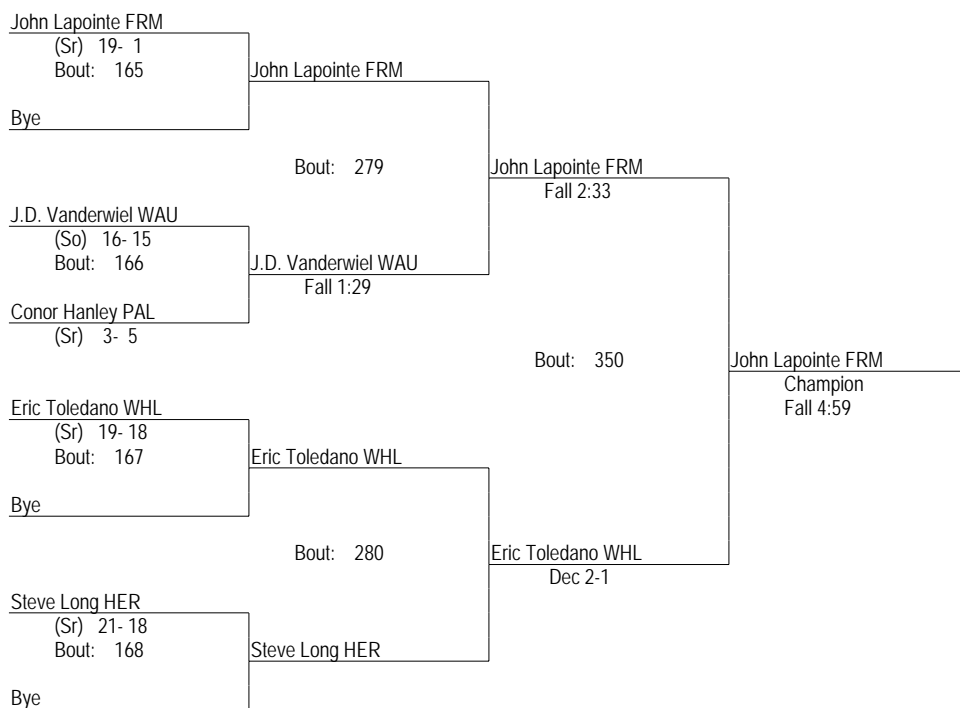 John Lapointe FRM
(Sr) 19- 1
Bout: 165
John Lapointe FRM
Bye
Bout: 279
John Lapointe FRM
Fall 2:33
J.D. Vanderwiel WAU
(So) 16- 15
Bout: 166
J.D. Vanderwiel WAU
Fall 1:29
Conor Hanley PAL
(Sr) 3- 5
Bout: 350
John Lapointe FRM
Champion
Fall 4:59
Eric Toledano WHL
(Sr) 19- 18
Bout: 167
Eric Toledano WHL
Bye
Bout: 280
Eric Toledano WHL
Dec 2-1
Steve Long HER
(Sr) 21- 18
Bout: 168
Steve Long HER
Bye